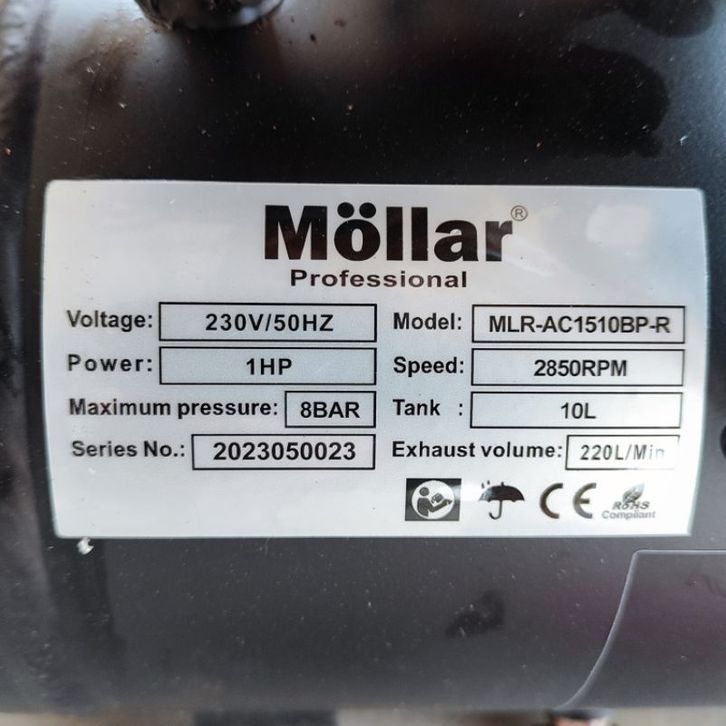 Möllar®
Professional
Voltage: 230V/50HZ Model: MLR-AC1510BP-R
Power: 1HP Speed: 2850RPM
Maximum pressure: 8BAR Tank : 10L
Series No.: 2023050023 Exhaust volume: 220L/Min
CE RoHS
Compliant